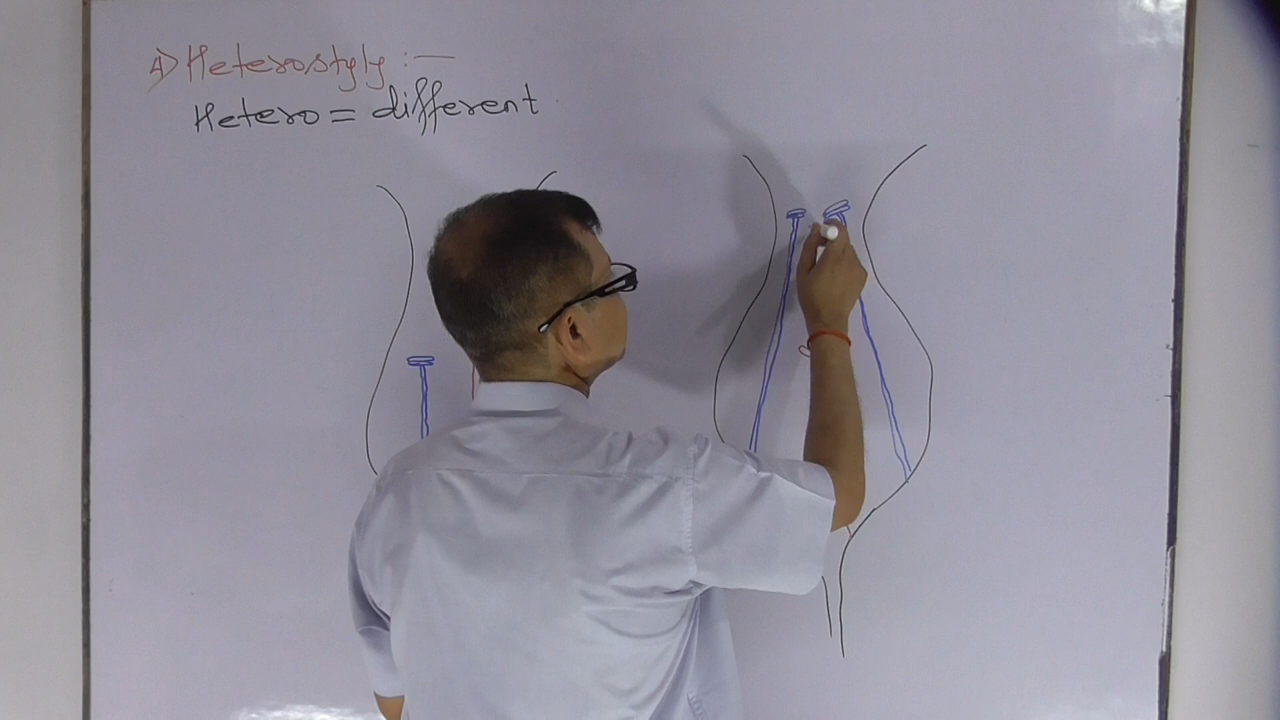 4) Heterostyly :—
Hetero = different